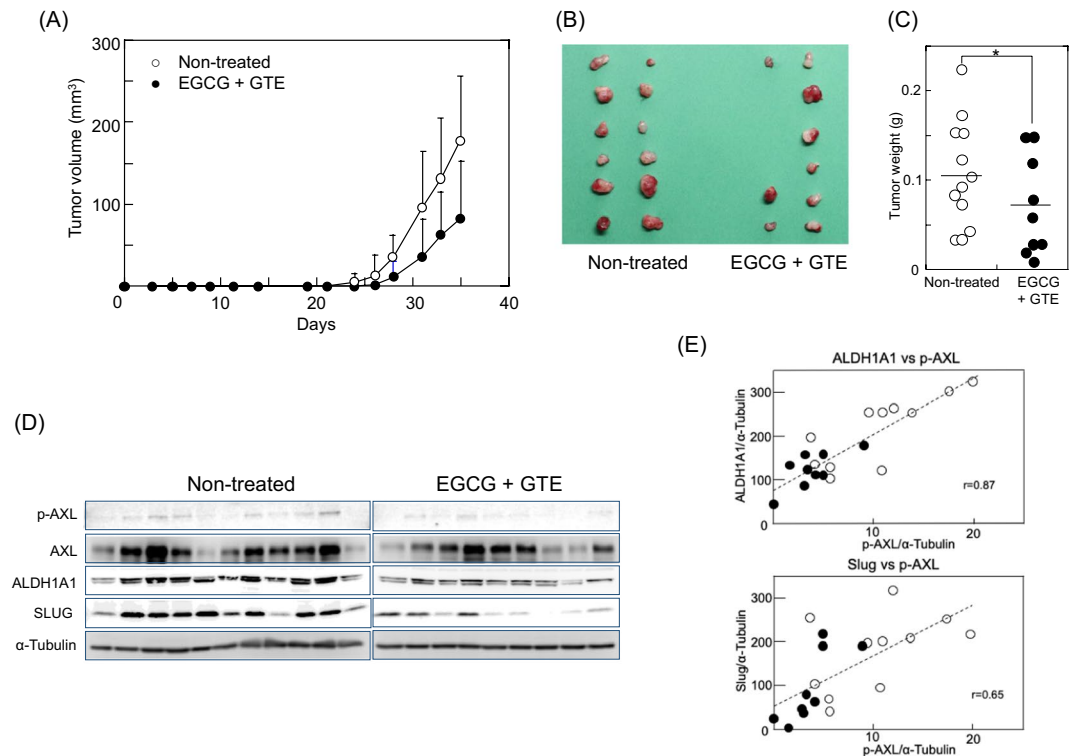 (A)
300
200
100
0
0
10
20
30
40
Tumor volume (mm³)
Days
Non-treated
EGCG + GTE
(B)
Non-treated
EGCG + GTE
(C)
*
0.2
0.1
0
Tumor weight (g)
Non-treated
EGCG
+ GTE
(D)
Non-treated
EGCG + GTE
p-AXL
AXL
ALDH1A1
SLUG
α-Tubulin
(E)
ALDH1A1 vs p-AXL
300
200
100
0
10
20
ALDH1A1/α-Tubulin
r=0.87
p-AXL/α-Tubulin
Slug vs p-AXL
300
200
100
0
10
20
Slug/α-Tubulin
r=0.65
p-AXL/α-Tubulin